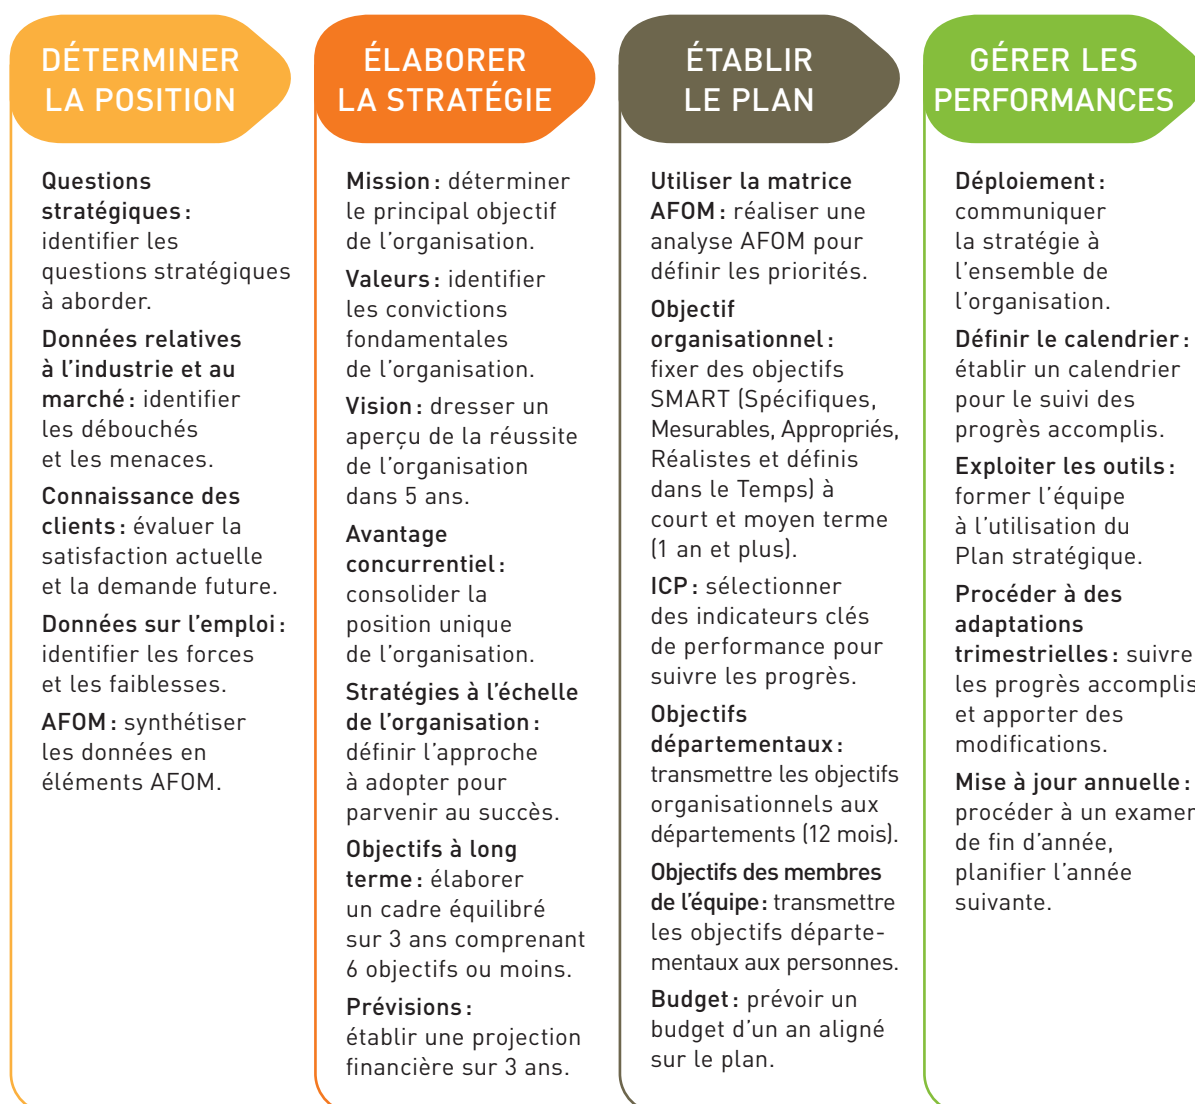 DÉTERMINER
LA POSITION
Questions
stratégiques :
identifier les
questions stratégiques
à aborder.
Données relatives
à l’industrie et au
marché : identifier
les débouchés
et les menaces.
Connaissance des
clients : évaluer la
satisfaction actuelle
et la demande future.
Données sur l’emploi :
identifier les forces
et les faiblesses.
AFOM : synthétiser
les données en
éléments AFOM.
ÉLABORER
LA STRATÉGIE
Mission : déterminer
le principal objectif
de l’organisation.
Valeurs : identifier
les convictions
fondamentales
de l’organisation.
Vision : dresser un
aperçu de la réussite
de l’organisation
dans 5 ans.
Avantage
concurrentiel :
consolider la
position unique
de l’organisation.
Stratégies à l’échelle
de l’organisation :
définir l’approche
à adopter pour
parvenir au succès.
Objectifs à long
terme : élaborer
un cadre équilibré
sur 3 ans comprenant
6 objectifs ou moins.
Prévisions :
établir une projection
financière sur 3 ans.
ÉTABLIR
LE PLAN
Utiliser la matrice
AFOM : réaliser une
analyse AFOM pour
définir les priorités.
Objectif
organisationnel :
fixer des objectifs
SMART (Spécifiques,
Mesurables, Appropriés,
Réalistes et définis
dans le Temps) à
court et moyen terme
(1 an et plus).
ICP : sélectionner
des indicateurs clés
de performance pour
suivre les progrès.
Objectifs
départementaux :
transmettre les objectifs
organisationnels aux
départements (12 mois).
Objectifs des membres
de l’équipe : transmettre
les objectifs départe-
mentaux aux personnes.
Budget : prévoir un
budget d’un an aligné
sur le plan.
GÉRER LES
PERFORMANCES
Déploiement :
communiquer
la stratégie à
l’ensemble de
l’organisation.
Définir le calendrier :
établir un calendrier
pour le suivi des
progrès accomplis.
Exploiter les outils :
former l’équipe
à l’utilisation du
Plan stratégique.
Procéder à des
adaptations
trimestrielles : suivre
les progrès accomplis
et apporter des
modifications.
Mise à jour annuelle :
procéder à un examen
de fin d’année,
planifier l’année
suivante.